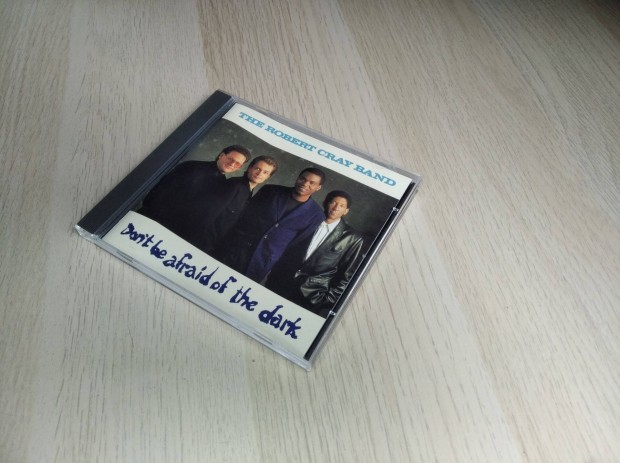 THE ROBERT CRAY BAND
Don't be afraid of the dark